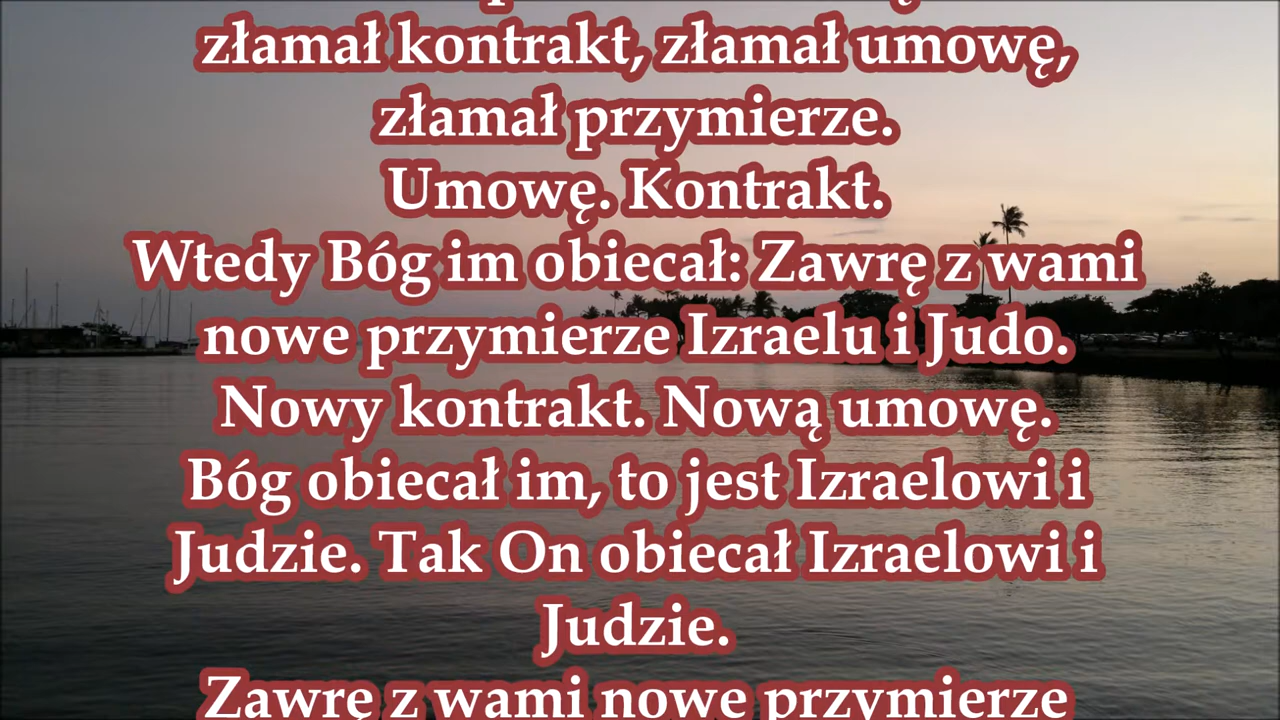 złamał kontrakt, złamał umowę,
złamał przymierze.
Umowę. Kontrakt.
Wtedy Bóg im obiecał: Zawrę z wami
nowe przymierze Izraelu i Judo.
Nowy kontrakt. Nową umowę.
Bóg obiecał im, to jest Izraelowi i
Judzie. Tak On obiecał Izraelowi i
Judzie.
Zawrę z wami nowe przymierze